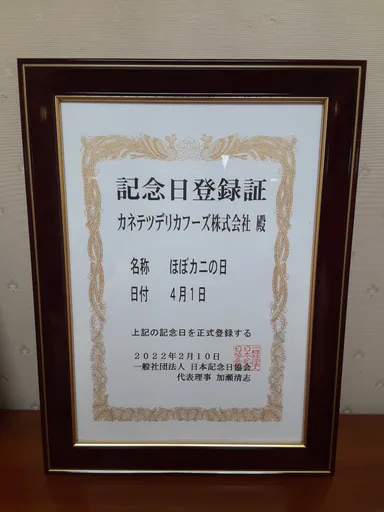 記念日登録証
カネテツデリカフーズ株式会社 殿
名称 ほぼカニの日
日付 4月1日
上記の記念日を正式登録する
2022年2月10日
一般社団法人 日本記念日協会
代表理事 加瀬清志